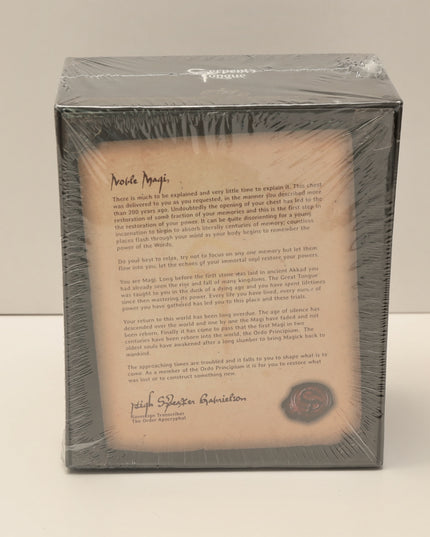 Serpent's
Tongue
Noble Magi,
There is much to be explained and very little time to explain it. This chest
was delivered to you as you requested, in the manner you described more
than 200 years ago. Undoubtedly the opening of your chest has led to the
restoration of some fraction of your memories and this is the first step in
the restoration of your power. It can be quite disorienting for a young
incarnation to begin to absorb literally centuries of memory; countless
places flash through your mind as your body begins to remember the
power of the Words.
Do your best to relax, try not to focus on any one memory but let them
flow into you, let the echoes of your immortal soul restore your powers.
You are Magi. Long before the first stone was laid in ancient Akkad you
had already seen the rise and fall of many kingdoms. The Great Tongue
was taught to you in the dusk of a dying age and you have spent lifetimes
since then mastering its power. Every life you have lived, every ounce of
power you have gathered has led you to this place and these trials.
Your return to this world has been long overdue. The age of silence has
descended over the world and one by one the Magi have faded and not
been reborn. Finally it has come to pass that the first Magi in two
centuries have been reborn into the world, the Ordo Principium. The
oldest souls have awakened after a long slumber to bring Magick back to
mankind.
The approaching times are troubled and it falls to you to shape what is to
come. As a member of the Ordo Principium it is for you to restore what
was lost or to construct something new.
High Speaker Gabrielson
Sovereign Transcriber
The Order Apocryphal